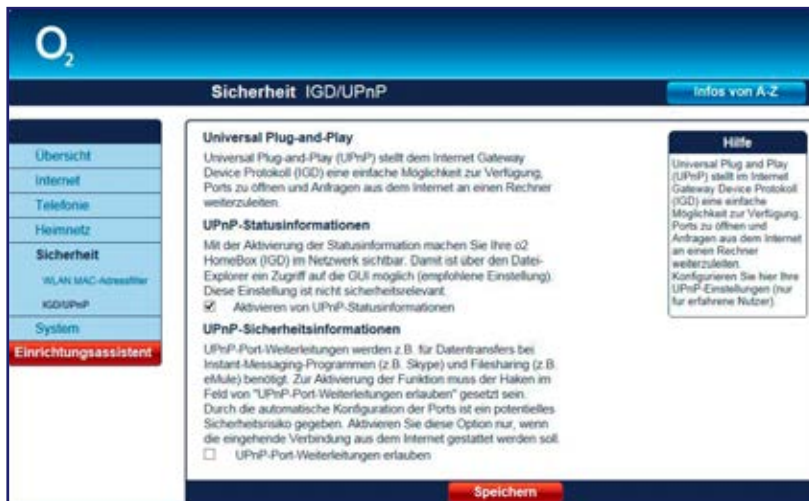 O2
Sicherheit IGD/UPnP
Infos von A-Z
Übersicht
Internet
Telefonie
Heimnetz
Sicherheit
WLAN MAC-Adressfilter
IGD/UPnP
System
Einrichtungsassistent
Universal Plug-and-Play
Universal Plug-and-Play (UPnP) stellt dem Internet Gateway
Device Protokoll (IGD) eine einfache Möglichkeit zur Verfügung,
Ports zu öffnen und Anfragen aus dem Internet an einen Rechner
weiterzuleiten.
UPnP-Statusinformationen
Mit der Aktivierung der Statusinformation machen Sie Ihre o2
HomeBox (IGD) im Netzwerk sichtbar. Damit ist über den Datei-
Explorer ein Zugriff auf die GUI möglich (empfohlene Einstellung).
Diese Einstellung ist nicht sicherheitsrelevant.
Aktivieren von UPnP-Statusinformationen
UPnP-Sicherheitsinformationen
UPnP-Port-Weiterleitungen werden z.B. für Datentransfers bei
Instant-Messaging-Programmen (z.B. Skype) und Filesharing (z.B.
eMule) benötigt. Zur Aktivierung der Funktion muss der Haken im
Feld von "UPnP-Port-Weiterleitungen erlauben" gesetzt sein.
Durch die automatische Konfiguration der Ports ist ein potentielles
Sicherheitsrisiko gegeben. Aktivieren Sie diese Option nur, wenn
die eingehende Verbindung aus dem Internet gestattet werden soll.
UPnP-Port-Weiterleitungen erlauben
Speichern
Hilfe
Universal Plug and Play
(UPnP) stellt im Internet
Gateway Device Protokoll
(IGD) eine einfache
Möglichkeit zur Verfügung,
Ports zu öffnen und
Anfragen aus dem Internet
an einen Rechner
weiterzuleiten.
Konfigurieren Sie hier Ihre
UPnP-Einstellungen (nur
für erfahrene Nutzer).